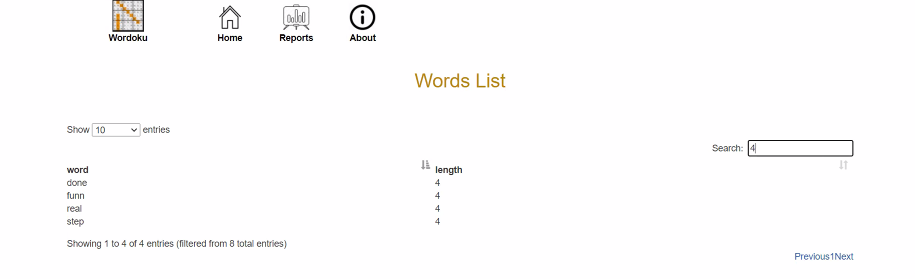 Wordoku Home Reports About
Words List
Show 10 entries
Search: 4
word length
done 4
funn 4
real 4
step 4
Showing 1 to 4 of 4 entries (filtered from 8 total entries)
Previous1Next